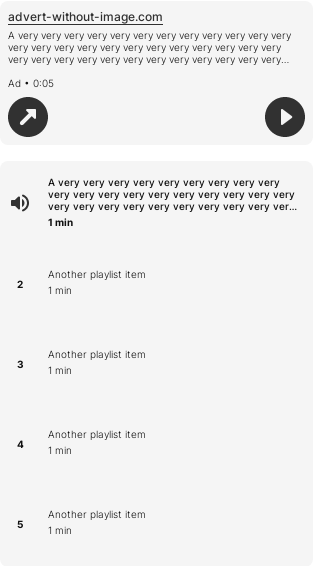 advert-without-image.com
A very very very very very very very very very very very
very very very very very very very very very very very
very very very very very very very very very very very...
Ad • 0:05
A very very very very very very very very very
very very very very very very very very very very
very very very very very very very very very ver...
1 min
2
Another playlist item
1 min
3
Another playlist item
1 min
4
Another playlist item
1 min
5
Another playlist item
1 min